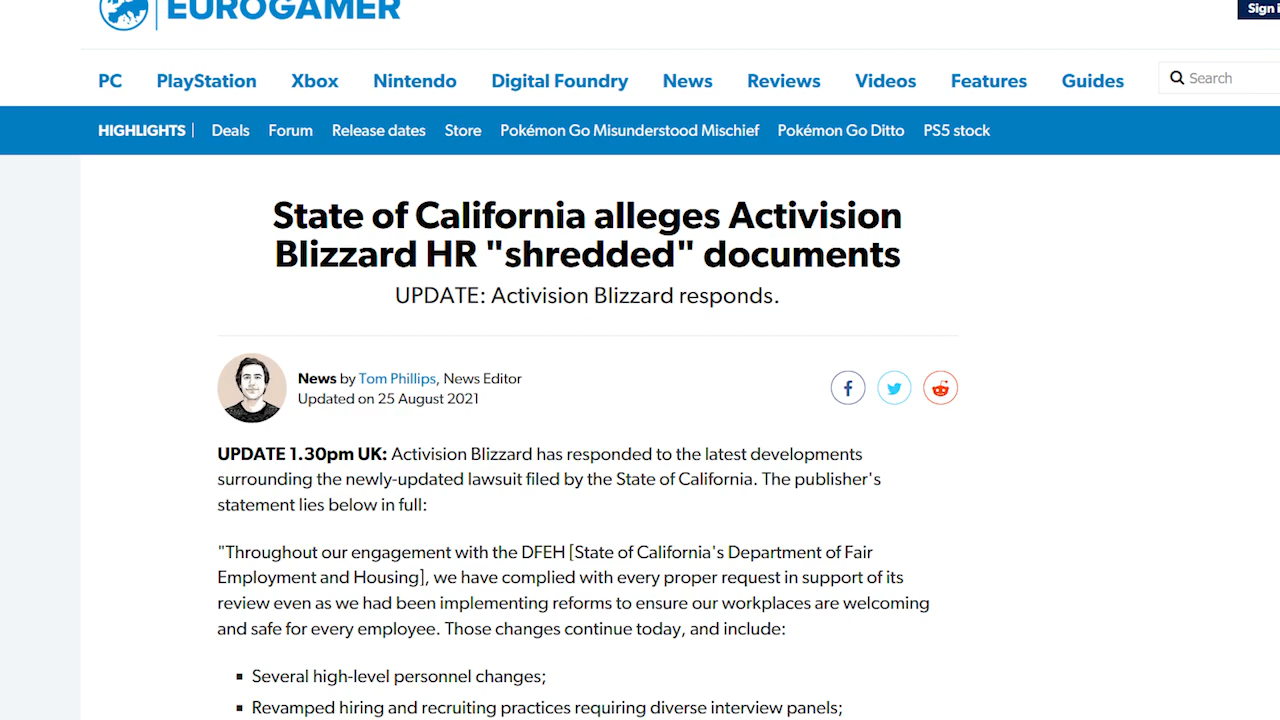 EUROGAMER
Sign i
PC PlayStation Xbox Nintendo Digital Foundry News Reviews Videos Features Guides Search
HIGHLIGHTS | Deals Forum Release dates Store Pokémon Go Misunderstood Mischief Pokémon Go Ditto PS5 stock
State of California alleges Activision
Blizzard HR "shredded" documents
UPDATE: Activision Blizzard responds.
News by Tom Phillips, News Editor
Updated on 25 August 2021
UPDATE 1.30pm UK: Activision Blizzard has responded to the latest developments
surrounding the newly-updated lawsuit filed by the State of California. The publisher's
statement lies below in full:
"Throughout our engagement with the DFEH [State of California's Department of Fair
Employment and Housing], we have complied with every proper request in support of its
review even as we had been implementing reforms to ensure our workplaces are welcoming
and safe for every employee. Those changes continue today, and include:
▪ Several high-level personnel changes;
▪ Revamped hiring and recruiting practices requiring diverse interview panels;